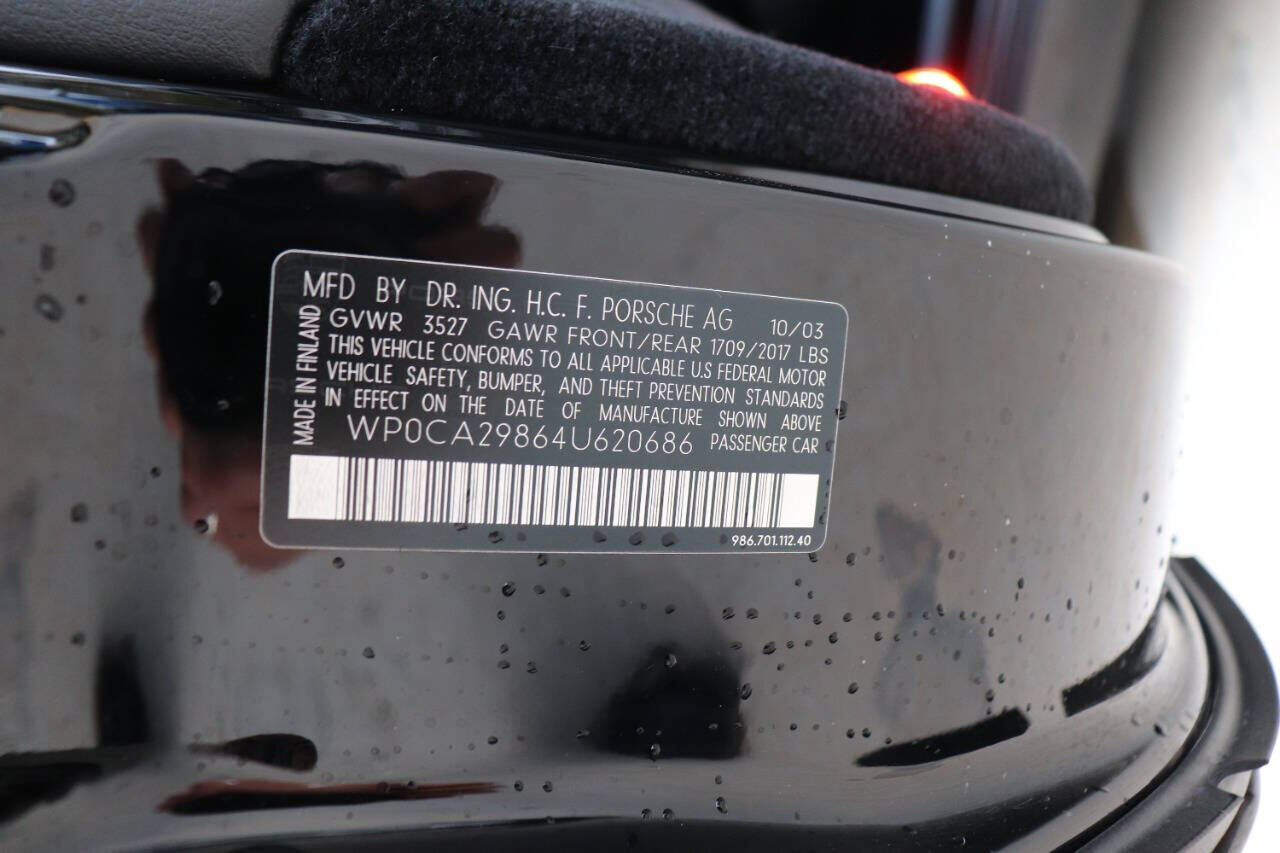 MFD BY DR. ING. H.C. F. PORSCHE AG 10/03
GVWR 3527 GAWR FRONT/REAR 1709/2017 LBS
THIS VEHICLE CONFORMS TO ALL APPLICABLE U.S FEDERAL MOTOR
VEHICLE SAFETY, BUMPER, AND THEFT PREVENTION STANDARDS
IN EFFECT ON THE DATE OF MANUFACTURE SHOWN ABOVE
WP0CA29864U620686 PASSENGER CAR
MADE IN FINLAND
986.701.112.40